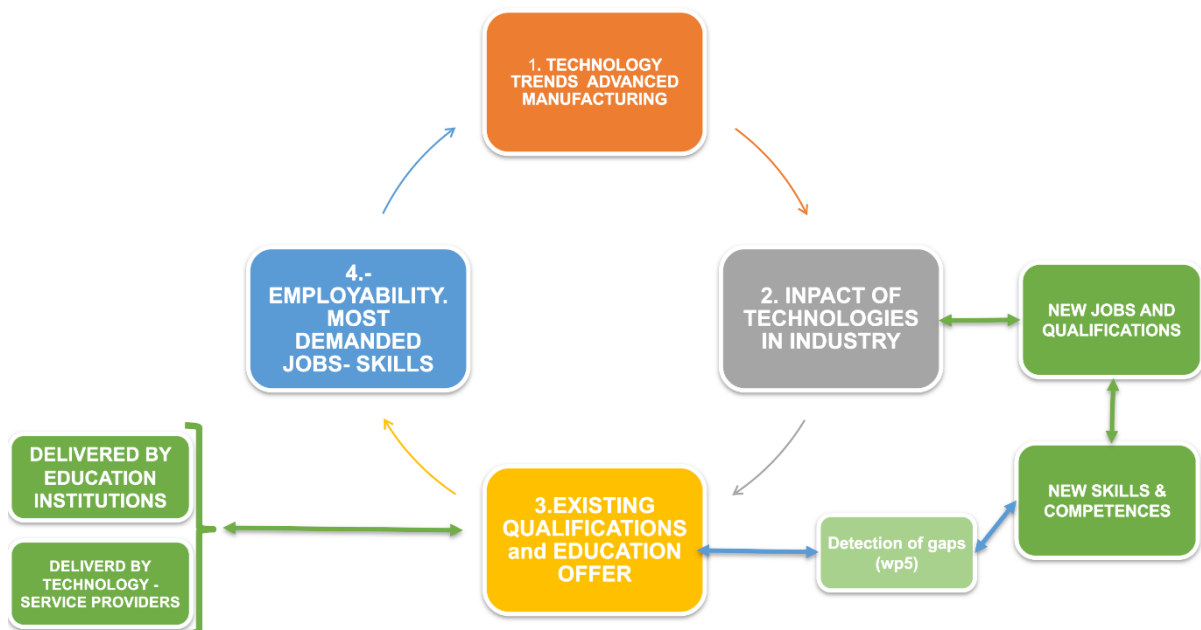 1. TECHNOLOGY
TRENDS ADVANCED
MANUFACTURING
2. INPACT OF
TECHNOLOGIES
IN INDUSTRY
NEW JOBS AND
QUALIFICATIONS
NEW SKILLS &
COMPETENCES
Detection of gaps
(wp5)
3.EXISTING
QUALIFICATIONS
and EDUCATION
OFFER
4.-
EMPLOYABILITY.
MOST
DEMANDED
JOBS- SKILLS
DELIVERED BY
EDUCATION
INSTITUTIONS
DELIVERD BY
TECHNOLOGY -
SERVICE PROVIDERS